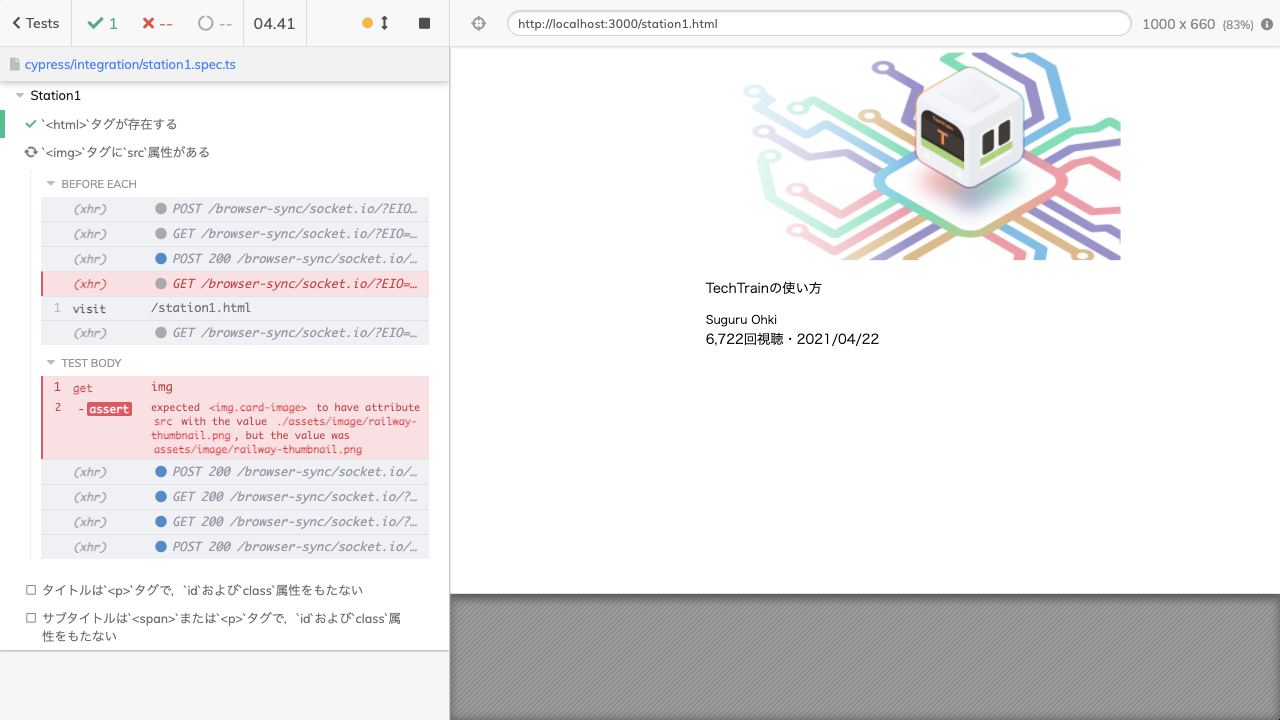 Tests
1
--
--
04.41
http://localhost:3000/station1.html
1000 x 660 (83%)
cypress/integration/station1.spec.ts
Station1
`<html>`タグが存在する
`<img>`タグに`src`属性がある
BEFORE EACH
(xhr) POST /browser-sync/socket.io/?EIO…
(xhr) GET /browser-sync/socket.io/?EIO=…
(xhr) POST 200 /browser-sync/socket.io/…
(xhr) GET /browser-sync/socket.io/?EIO=…
1 visit /station1.html
(xhr) GET /browser-sync/socket.io/?EIO=…
TEST BODY
1 get img
2 -assert expected <img.card-image> to have attribute
src with the value ./assets/image/railway-
thumbnail.png, but the value was
assets/image/railway-thumbnail.png
(xhr) POST 200 /browser-sync/socket.io/…
(xhr) GET 200 /browser-sync/socket.io/?…
(xhr) GET 200 /browser-sync/socket.io/?…
(xhr) POST 200 /browser-sync/socket.io/…
タイトルは`<p>`タグで，`id`および`class`属性をもたない
サブタイトルは`<span>`または`<p>`タグで，`id`および`class`属
性をもたない
TechTrain
T
TechTrainの使い方
Suguru Ohki
6,722回視聴・2021/04/22